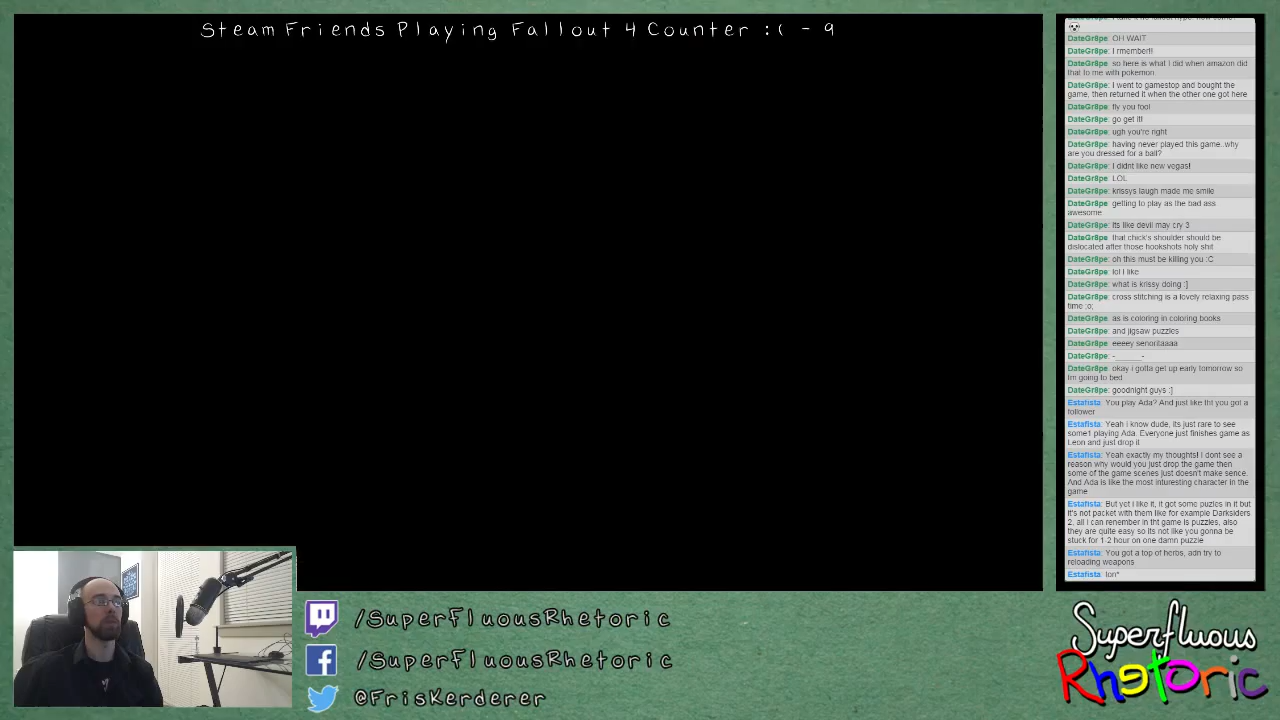 Steam Friends Playing Fallout 4 Counter :( - 9
DateGr8pe: OH WAIT
DateGr8pe: I rmember!!
DateGr8pe: so here is what I did when amazon did
that to me with pokemon
DateGr8pe: I went to gamestop and bought the
game, then returned it when the other one got here
DateGr8pe: fly you fool
DateGr8pe: go get it!
DateGr8pe: ugh you're right
DateGr8pe: having never played this game..why
are you dressed for a ball?
DateGr8pe: I didnt like new vegas!
DateGr8pe: LOL
DateGr8pe: krissys laugh made me smile
DateGr8pe: getting to play as the bad ass
awesome
DateGr8pe: its like devil may cry 3
DateGr8pe: that chick's shoulder should be
dislocated after those hookshots holy shit
DateGr8pe: oh this must be killing you :C
DateGr8pe: lol I like
DateGr8pe: what is krissy doing :]
DateGr8pe: cross stitching is a lovely relaxing pass
time ;o;
DateGr8pe: as is coloring in coloring books
DateGr8pe: and jigsaw puzzles
DateGr8pe: eeeey senoritaaaa
DateGr8pe: -______-
DateGr8pe: okay i gotta get up early tomorrow so
Im going to bed
DateGr8pe: goodnight guys :}
Estafista: You play Ada? And just like tht you got a
follower
Estafista: Yeah i know dude, its just rare to see
some1 playing Ada. Everyone just finishes game as
Leon and just drop it
Estafista: Yeah exactly my thoughts! I dont see a
reason why would you just drop the game then
some of the game scenes just doesn't make sence.
And Ada is like the most inturesting character in the
game
Estafista: But yet i like it, it got some puzles in it but
it's not packet with them like for example Darksiders
2, all i can renember in tht game is puzzles, also
they are quite easy so its not like you gonna be
stuck for 1-2 hour on one damn puzzle
Estafista: You got a top of herbs, adn try to
reloading weapons
Estafista: ton*
/SuperFluousRhetoric
/SuperFluousRhetoric
@FrisKerderer
Superfluous
Rhetoric